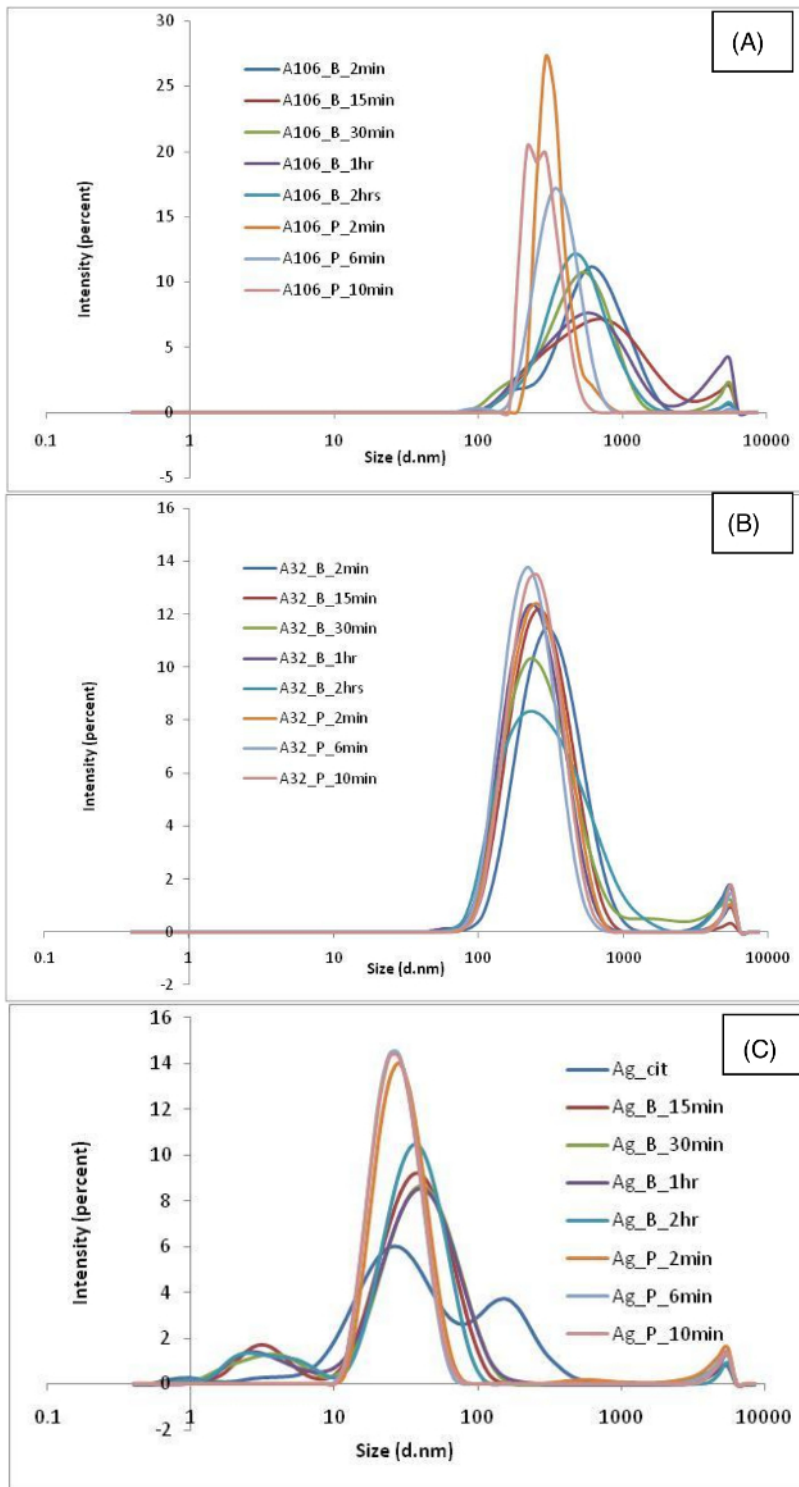 (A)
30
25
20
15
10
5
0
-5
Intensity (percent)
A106_B_2min
A106_B_15min
A106_B_30min
A106_B_1hr
A106_B_2hrs
A106_P_2min
A106_P_6min
A106_P_10min
0.1 1 10 100 1000 10000
Size (d.nm)
(B)
16
14
12
10
8
6
4
2
0
-2
Intensity (percent)
A32_B_2min
A32_B_15min
A32_B_30min
A32_B_1hr
A32_B_2hrs
A32_P_2min
A32_P_6min
A32_P_10min
0.1 1 10 100 1000 10000
Size (d.nm)
(C)
16
14
12
10
8
6
4
2
0
-2
Intensity (percent)
Ag_cit
Ag_B_15min
Ag_B_30min
Ag_B_1hr
Ag_B_2hr
Ag_P_2min
Ag_P_6min
Ag_P_10min
0.1 1 10 100 1000 10000
Size (d.nm)